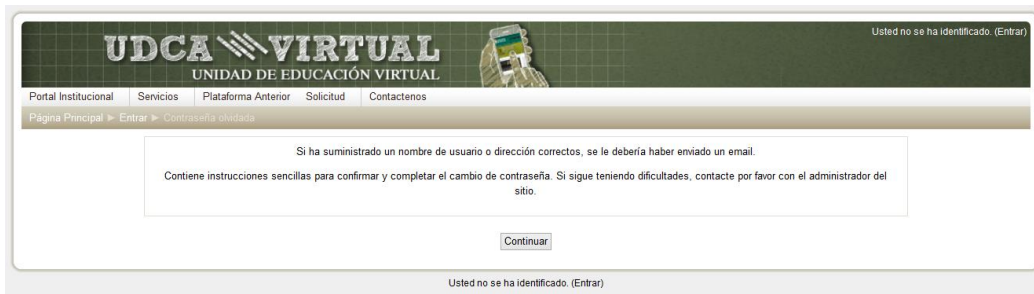 UDCA VIRTUAL
UNIDAD DE EDUCACIÓN VIRTUAL
Usted no se ha identificado. (Entrar)
Portal Institucional Servicios Plataforma Anterior Solicitud Contactenos
Página Principal ► Entrar ► Contraseña olvidada
Si ha suministrado un nombre de usuario o dirección correctos, se le debería haber enviado un email.
Contiene instrucciones sencillas para confirmar y completar el cambio de contraseña. Si sigue teniendo dificultades, contacte por favor con el administrador del
sitio.
Continuar
Usted no se ha identificado. (Entrar)